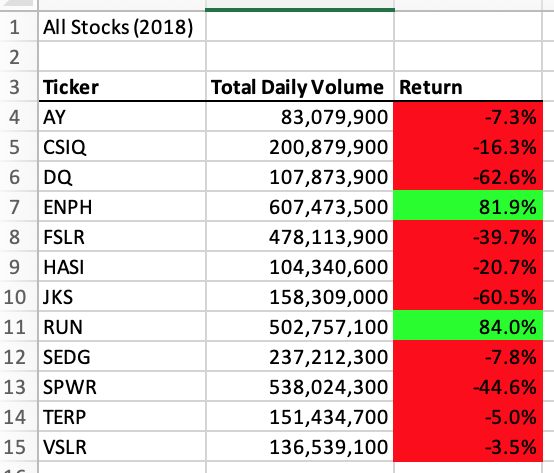 1 All Stocks (2018)
2
3 Ticker Total Daily Volume Return
4 AY 83,079,900 -7.3%
5 CSIQ 200,879,900 -16.3%
6 DQ 107,873,900 -62.6%
7 ENPH 607,473,500 81.9%
8 FSLR 478,113,900 -39.7%
9 HASI 104,340,600 -20.7%
10 JKS 158,309,000 -60.5%
11 RUN 502,757,100 84.0%
12 SEDG 237,212,300 -7.8%
13 SPWR 538,024,300 -44.6%
14 TERP 151,434,700 -5.0%
15 VSLR 136,539,100 -3.5%